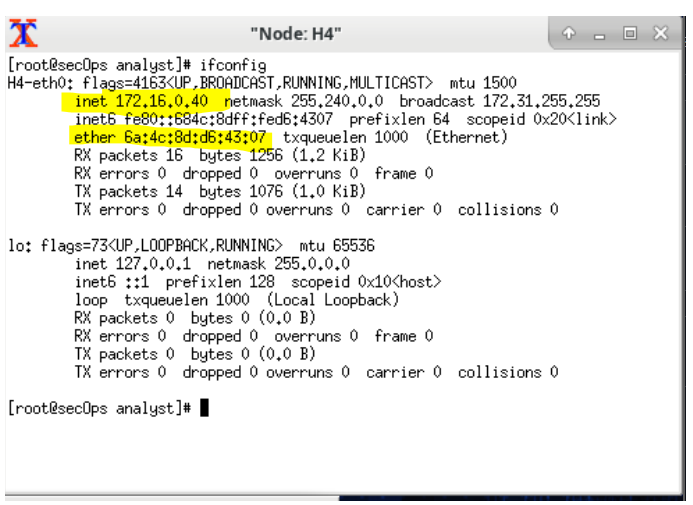 "Node: H4"
[root@secOps analyst]# ifconfig
H4-eth0: flags=4163<UP,BROADCAST,RUNNING,MULTICAST>  mtu 1500
        inet 172.16.0.40  netmask 255.240.0.0  broadcast 172.31.255.255
        inet6 fe80::684c:8dff:fed6:4307  prefixlen 64  scopeid 0x20<link>
        ether 6a:4c:8d:d6:43:07  txqueuelen 1000  (Ethernet)
        RX packets 16  bytes 1256 (1.2 KiB)
        RX errors 0  dropped 0  overruns 0  frame 0
        TX packets 14  bytes 1076 (1.0 KiB)
        TX errors 0  dropped 0 overruns 0  carrier 0  collisions 0

lo: flags=73<UP,LOOPBACK,RUNNING>  mtu 65536
        inet 127.0.0.1  netmask 255.0.0.0
        inet6 ::1  prefixlen 128  scopeid 0x10<host>
        loop  txqueuelen 1000  (Local Loopback)
        RX packets 0  bytes 0 (0.0 B)
        RX errors 0  dropped 0  overruns 0  frame 0
        TX packets 0  bytes 0 (0.0 B)
        TX errors 0  dropped 0 overruns 0  carrier 0  collisions 0

[root@secOps analyst]#